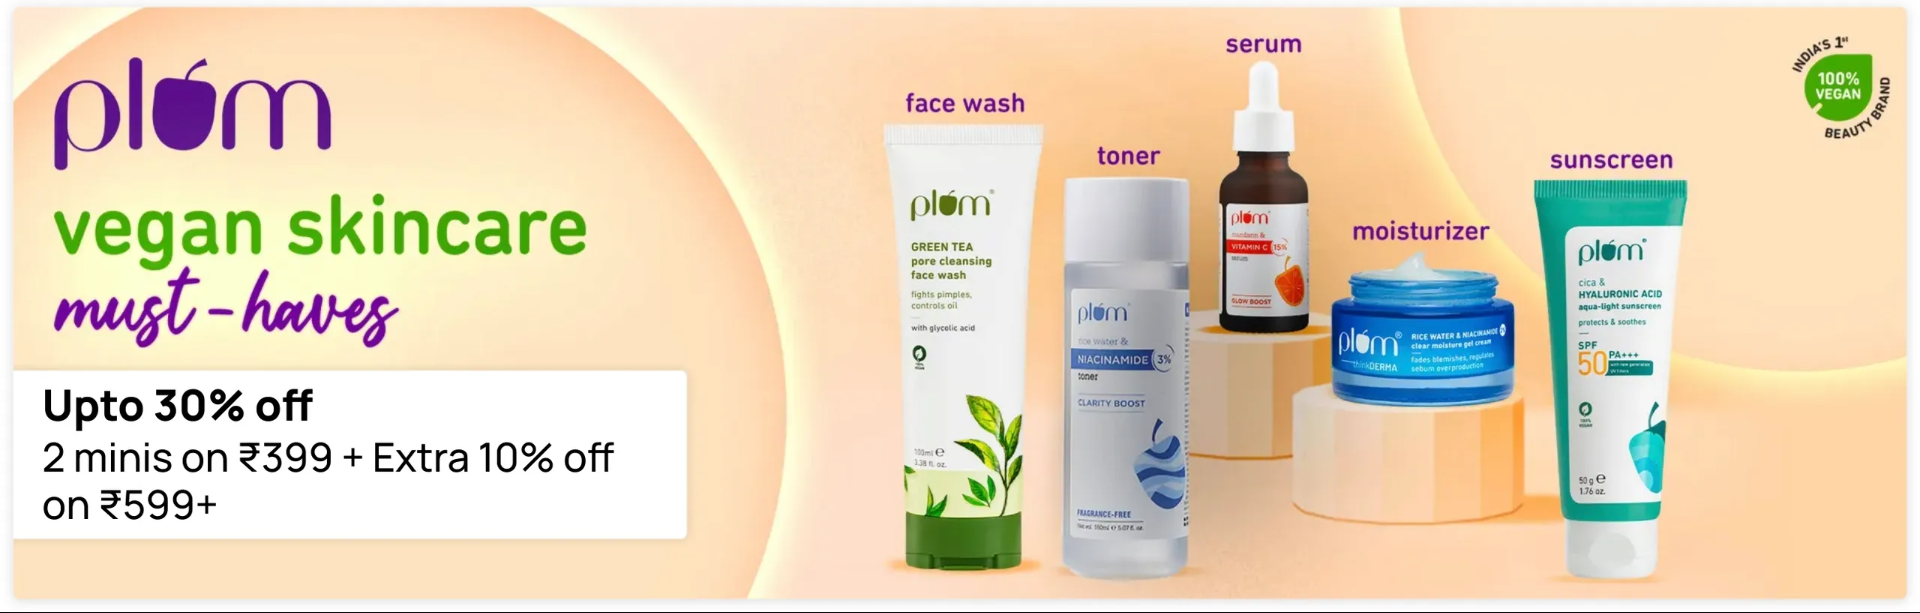 plum
vegan skincare
must-haves
Upto 30% off
2 minis on ₹399 + Extra 10% off
on ₹599+
face wash
plum®
GREEN TEA
pore cleansing
face wash
fights pimples,
controls oil
with glycolic acid
100ml e
3.38 fl. oz.
toner
plum
rice water &
NIACINAMIDE 3%
toner
CLARITY BOOST
FRAGRANCE-FREE
serum
plum
mandarin &
VITAMIN C 15%
serum
GLOW BOOST
moisturizer
plum®
thinkDERMA
RICE WATER & NIACINAMIDE
clear moisture gel cream
fades blemishes, regulates
sebum overproduction
sunscreen
plum
cica &
HYALURONIC ACID
aqua-light sunscreen
protects & soothes
SPF
50 PA+++
100%
VEGAN
50 g e
1.76 oz.
INDIA'S 1st
100%
VEGAN
BEAUTY BRAND